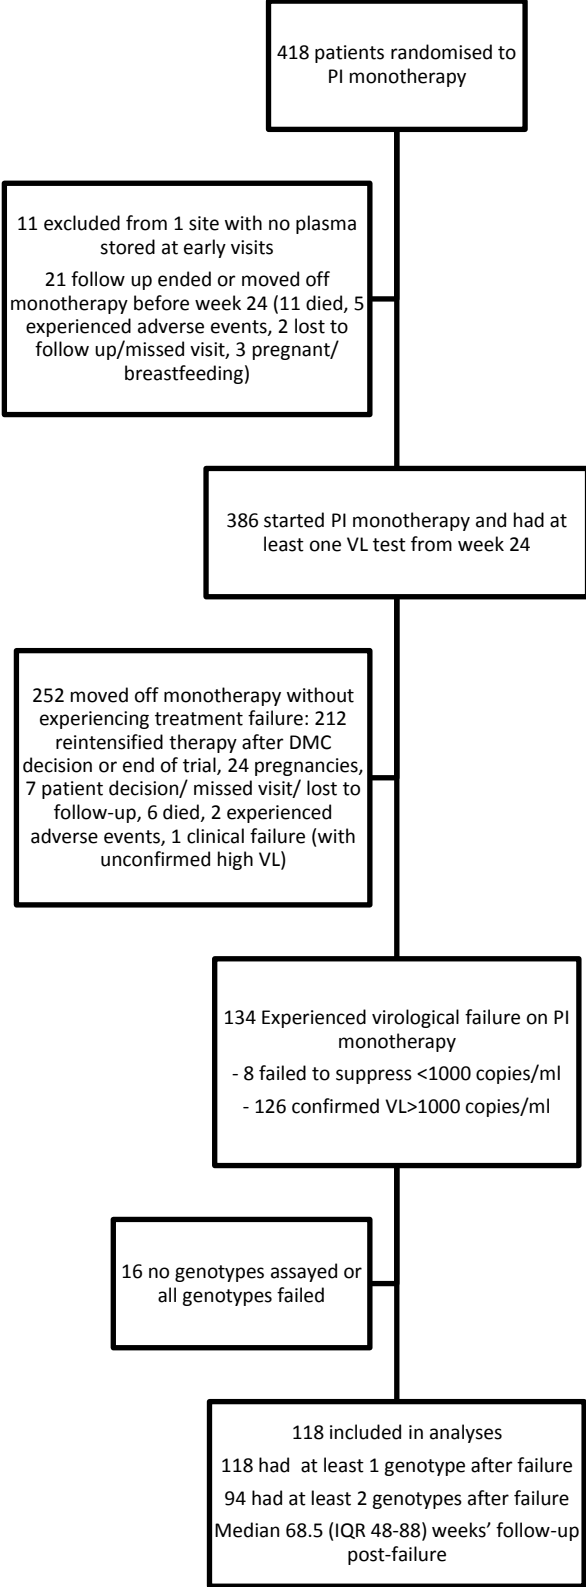 418 patients randomised to
PI monotherapy
11 excluded from 1 site with no plasma
stored at early visits
21 follow up ended or moved off
monotherapy before week 24 (11 died, 5
experienced adverse events, 2 lost to
follow up/missed visit, 3 pregnant/
breastfeeding)
386 started PI monotherapy and had at
least one VL test from week 24
252 moved off monotherapy without
experiencing treatment failure: 212
reintensified therapy after DMC
decision or end of trial, 24 pregnancies,
7 patient decision/ missed visit/ lost to
follow-up, 6 died, 2 experienced
adverse events, 1 clinical failure (with
unconfirmed high VL)
134 Experienced virological failure on PI
monotherapy
- 8 failed to suppress <1000 copies/ml
- 126 confirmed VL>1000 copies/ml
16 no genotypes assayed or
all genotypes failed
118 included in analyses
118 had at least 1 genotype after failure
94 had at least 2 genotypes after failure
Median 68.5 (IQR 48-88) weeks' follow-up
post-failure